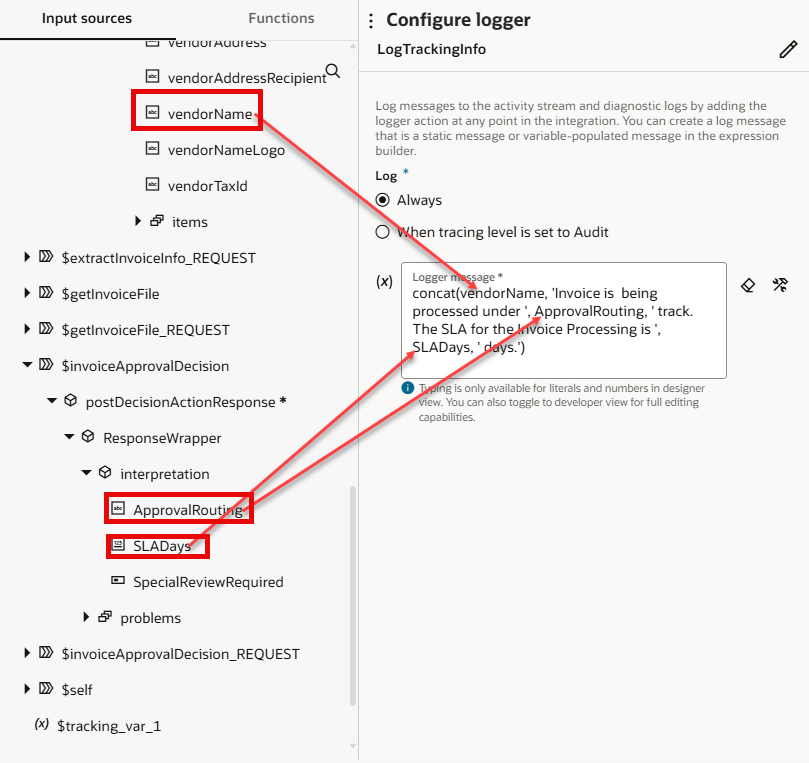 Input sources
Functions
vendorAddress
vendorAddressRecipient
vendorName
vendorNameLogo
vendorTaxId
items
$extractInvoiceInfo_REQUEST
$getInvoiceFile
$getInvoiceFile_REQUEST
$invoiceApprovalDecision
postDecisionActionResponse *
ResponseWrapper
interpretation
ApprovalRouting
SLADays
SpecialReviewRequired
problems
$invoiceApprovalDecision_REQUEST
$self
(x) $tracking_var_1
Configure logger
LogTrackingInfo
Log messages to the activity stream and diagnostic logs by adding the
logger action at any point in the integration. You can create a log message
that is a static message or variable-populated message in the expression
builder.
Log *
Always
When tracing level is set to Audit
(x)
Logger message *
concat(vendorName, 'Invoice is  being
processed under ', ApprovalRouting, ' track.
The SLA for the Invoice Processing is ',
SLADays, ' days.')
Typing is only available for literals and numbers in designer
view. You can also toggle to developer view for full editing
capabilities.